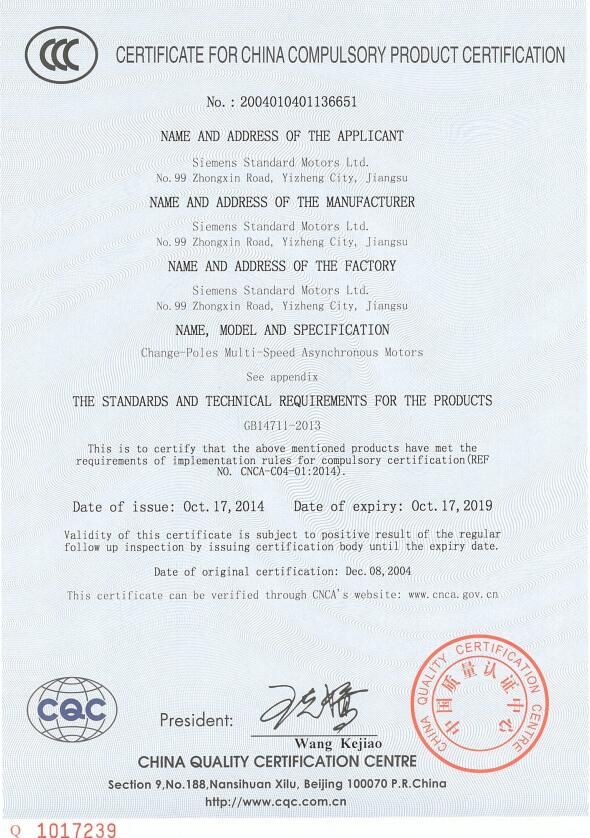 CCC
CERTIFICATE FOR CHINA COMPULSORY PRODUCT CERTIFICATION
No. : 2004010401136651
NAME AND ADDRESS OF THE APPLICANT
Siemens Standard Motors Ltd.
No. 99 Zhongxin Road, Yizheng City, Jiangsu
NAME AND ADDRESS OF THE MANUFACTURER
Siemens Standard Motors Ltd.
No. 99 Zhongxin Road, Yizheng City, Jiangsu
NAME AND ADDRESS OF THE FACTORY
Siemens Standard Motors Ltd.
No. 99 Zhongxin Road, Yizheng City, Jiangsu
NAME, MODEL AND SPECIFICATION
Change-Poles Multi-Speed Asynchronous Motors
See appendix
THE STANDARDS AND TECHNICAL REQUIREMENTS FOR THE PRODUCTS
GB14711-2013
This is to certify that the above mentioned products have met the
requirements of implementation rules for compulsory certification(REF
NO. CNCA-C04-01:2014).
Date of issue: Oct. 17, 2014 Date of expiry: Oct. 17, 2019
Validity of this certificate is subject to positive result of the regular
follow up inspection by issuing certification body until the expiry date.
Date of original certification: Dec. 08, 2004
This certificate can be verified through CNCA's website: www.cnca.gov.cn
CHINA QUALITY CERTIFICATION CENTRE
中国质量认证中心
CQC
President:
Wang Kejiao
CHINA QUALITY CERTIFICATION CENTRE
Section 9, No.188, Nansihuan Xilu, Beijing 100070 P.R.China
http://www.cqc.com.cn
Q 1017239